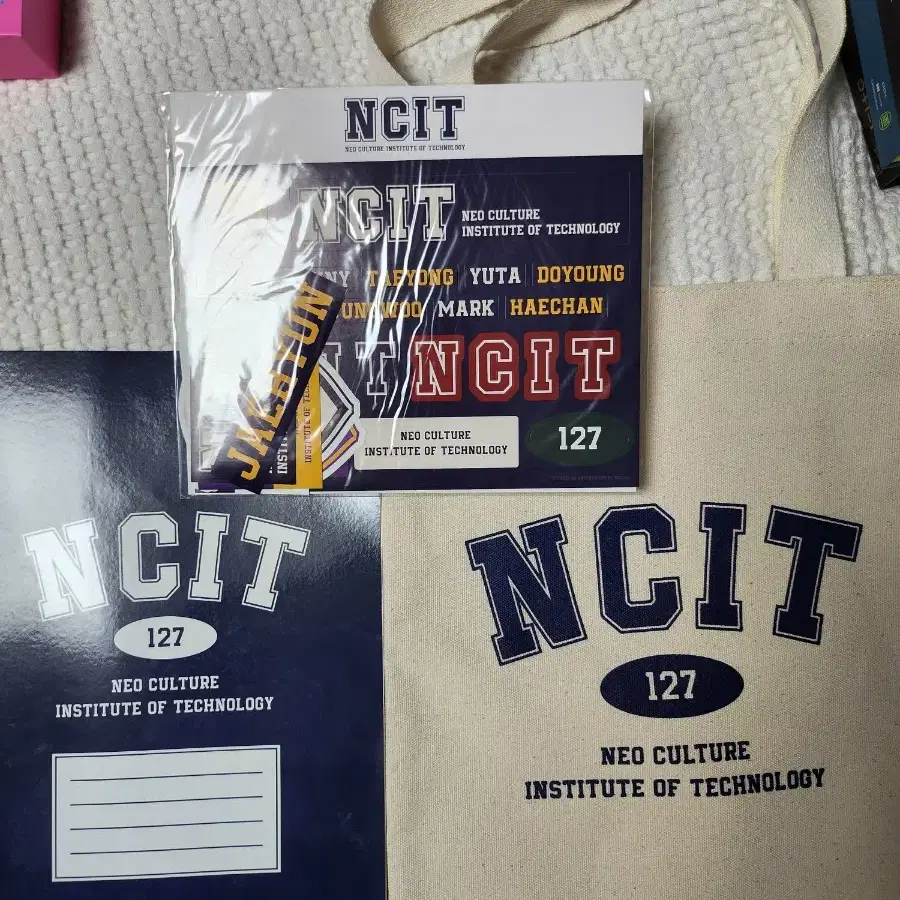 NCIT
NEO CULTURE INSTITUTE OF TECHNOLOGY
NCIT
NEO CULTURE
INSTITUTE OF TECHNOLOGY
TAEYONG YUTA DOYOUNG
MARK HAECHAN
JAEHYUN
NCIT
NEO CULTURE
INSTITUTE OF TECHNOLOGY
127
NCIT
127
NEO CULTURE
INSTITUTE OF TECHNOLOGY
NCIT
127
NEO CULTURE
INSTITUTE OF TECHNOLOGY